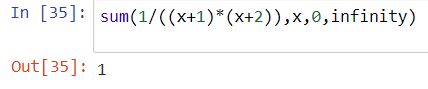 In [35]: sum(1/((x+1)*(x+2)),x,0,infinity)
Out[35]: 1